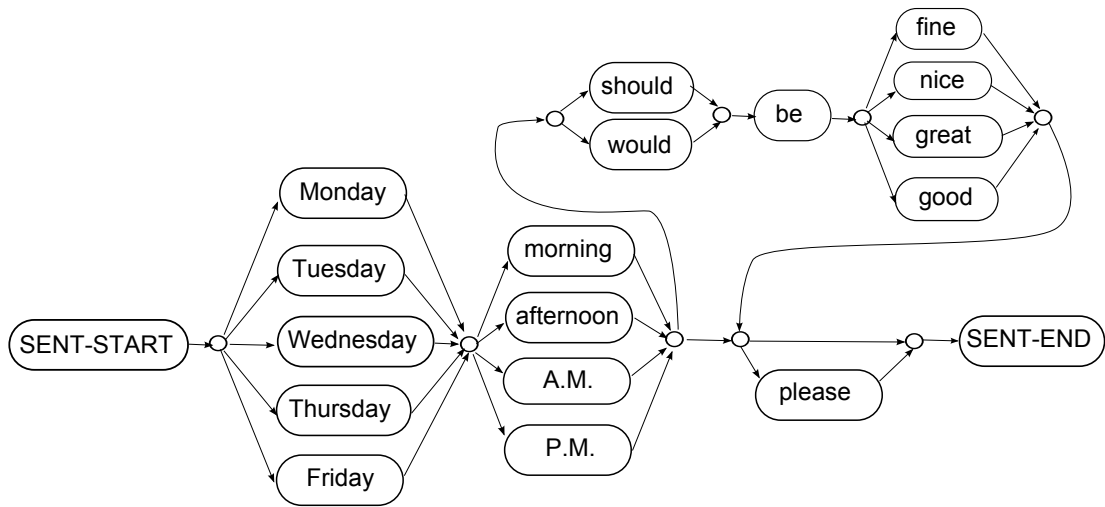 SENT-START
Monday
Tuesday
Wednesday
Thursday
Friday
morning
afternoon
A.M.
P.M.
should
would
be
fine
nice
great
good
please
SENT-END